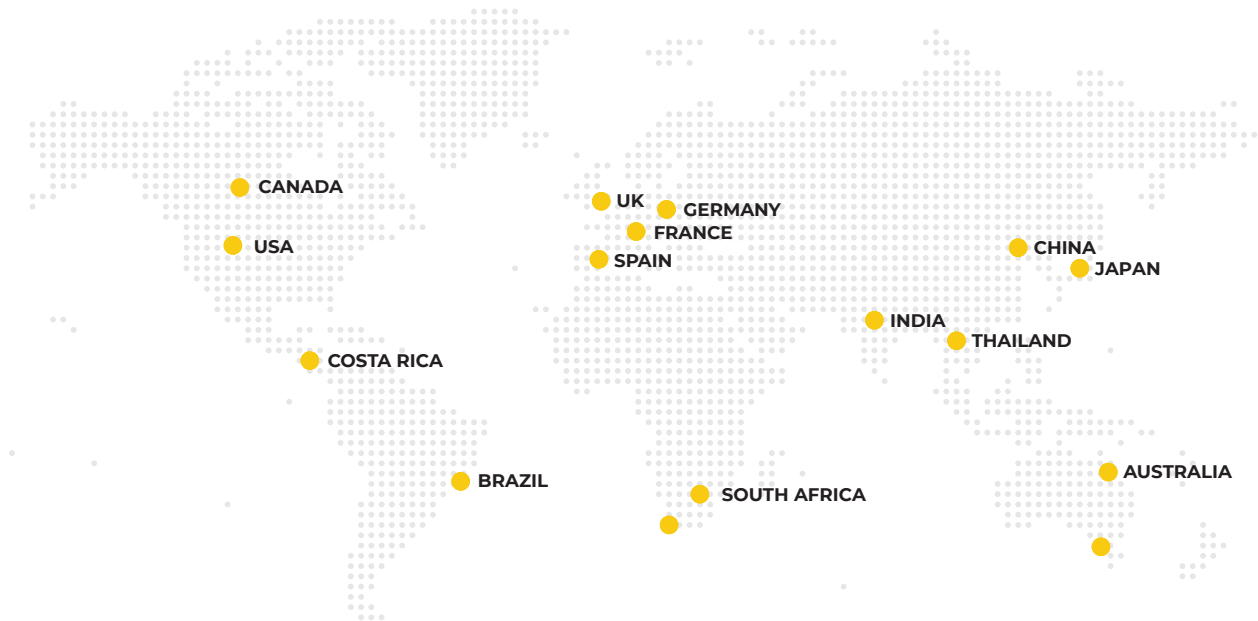 CANADA
UK
GERMANY
FRANCE
USA
CHINA
SPAIN
JAPAN
INDIA
THAILAND
COSTA RICA
AUSTRALIA
BRAZIL
SOUTH AFRICA